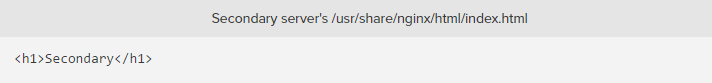 Secondary server's /usr/share/nginx/html/index.html
<h1>Secondary</h1>